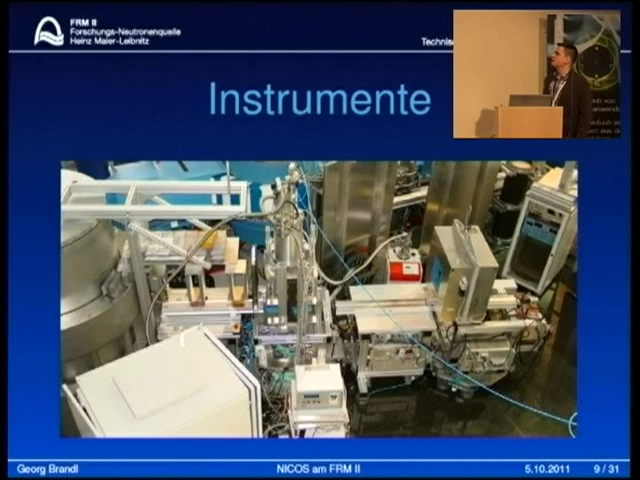 FRM II
Forschungs-Neutronenquelle
Heinz Maier-Leibnitz
Technisc
Instrumente
Georg Brandl
NICOS am FRM II
5.10.2011
9 / 31